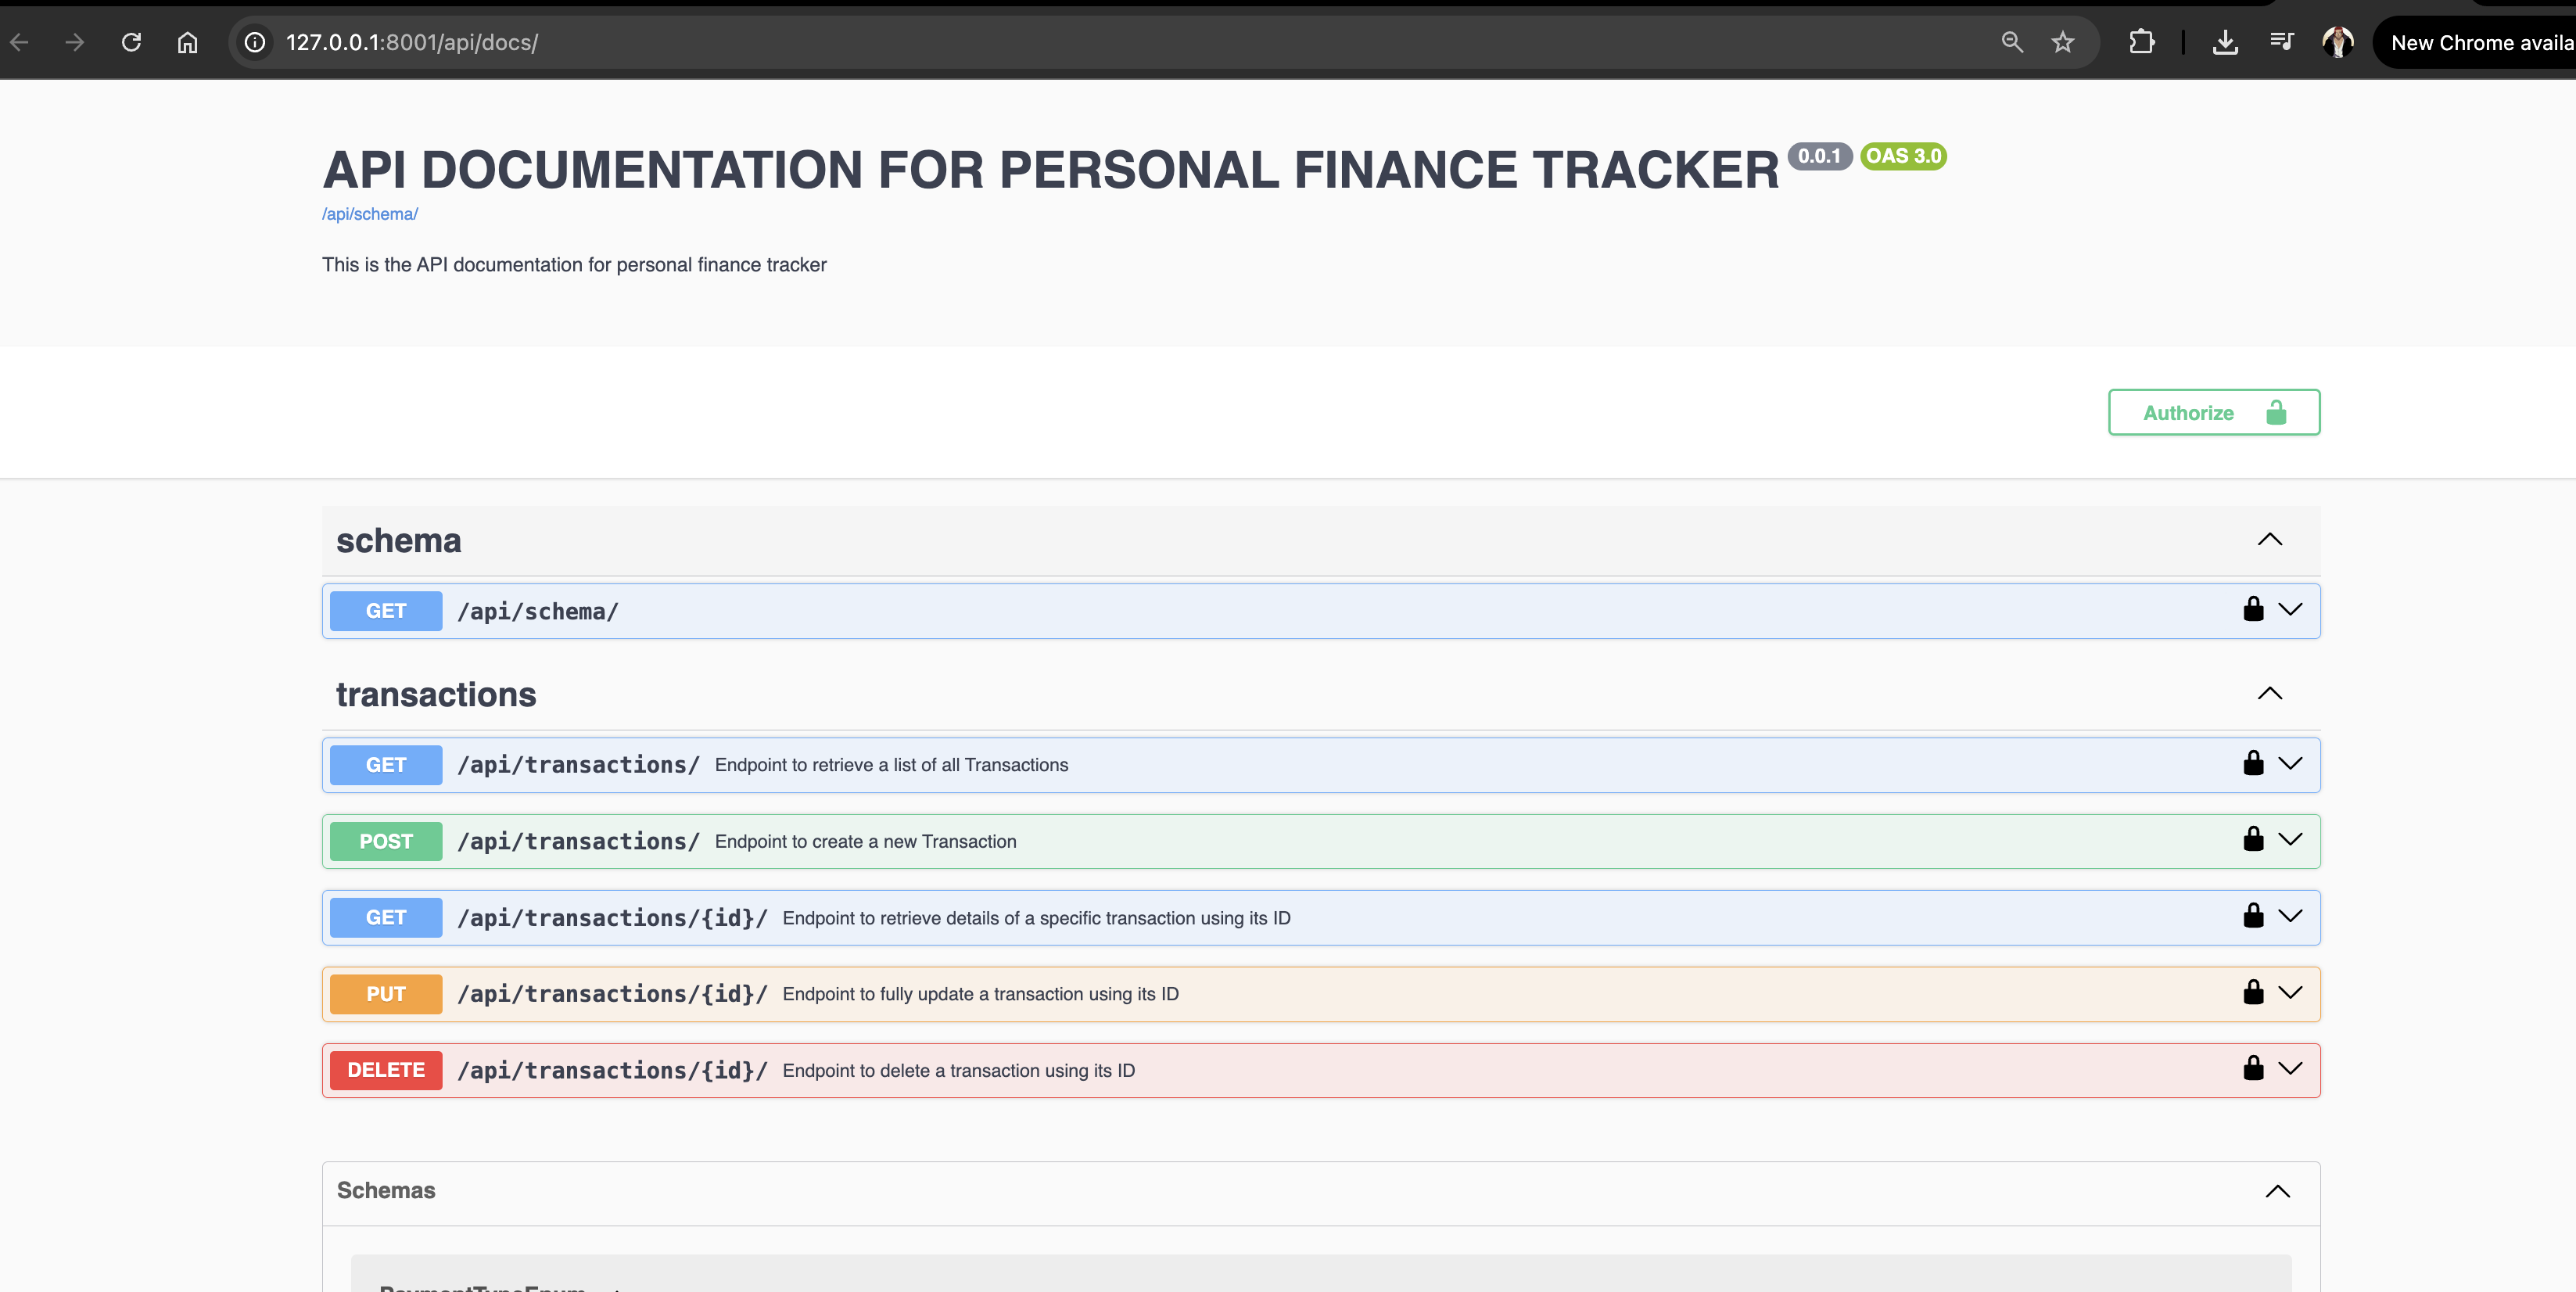 127.0.0.1:8001/api/docs/
New Chrome availa
API DOCUMENTATION FOR PERSONAL FINANCE TRACKER 0.0.1 OAS 3.0
/api/schema/
This is the API documentation for personal finance tracker
Authorize
schema
GET /api/schema/
transactions
GET /api/transactions/ Endpoint to retrieve a list of all Transactions
POST /api/transactions/ Endpoint to create a new Transaction
GET /api/transactions/{id}/ Endpoint to retrieve details of a specific transaction using its ID
PUT /api/transactions/{id}/ Endpoint to fully update a transaction using its ID
DELETE /api/transactions/{id}/ Endpoint to delete a transaction using its ID
Schemas
PaymentTypeEnum